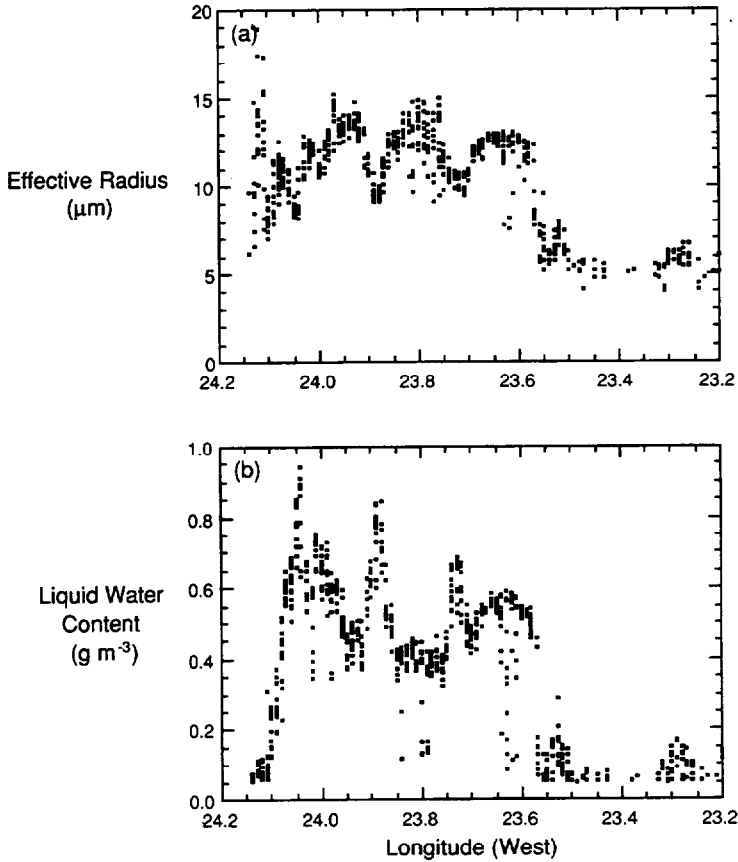 20
(a)
15
10
5
0
Effective Radius
(μm)
24.2 24.0 23.8 23.6 23.4 23.2
1.0
(b)
0.8
0.6
0.4
0.2
0.0
Liquid Water
Content
(g m⁻³)
24.2 24.0 23.8 23.6 23.4 23.2
Longitude (West)